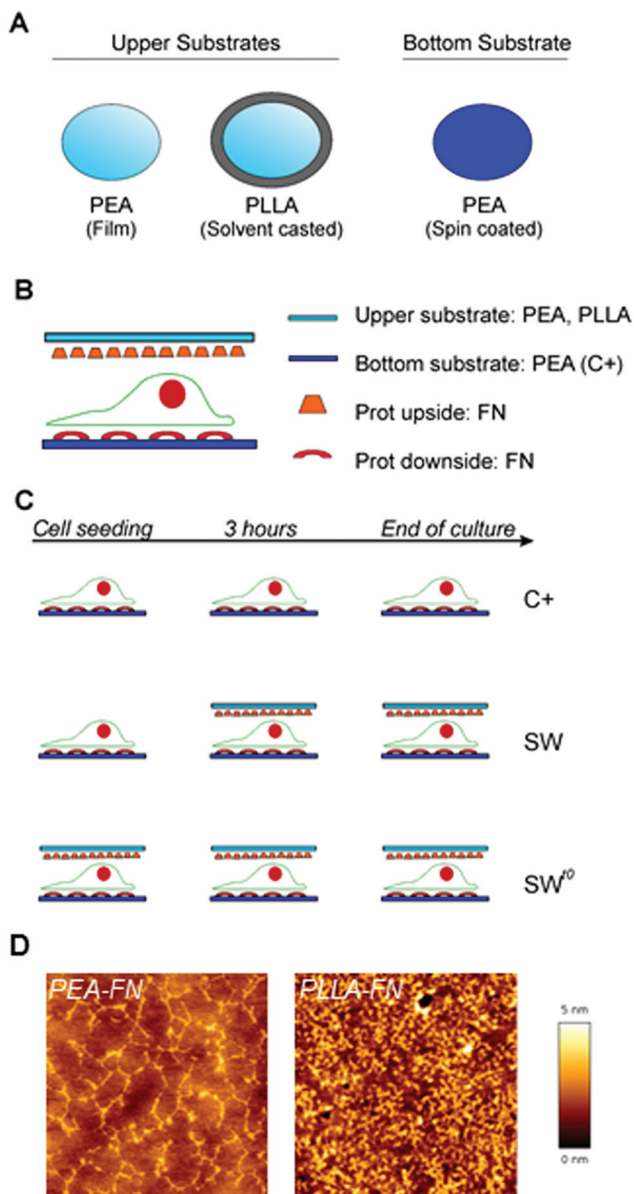 A
Upper Substrates
Bottom Substrate
PEA
(Film)
PLLA
(Solvent casted)
PEA
(Spin coated)
B
Upper substrate: PEA, PLLA
Bottom substrate: PEA (C+)
Prot upside: FN
Prot downside: FN
C
Cell seeding
3 hours
End of culture
C+
SW
SW^t0
D
PEA-FN
PLLA-FN
5 nm
0 nm